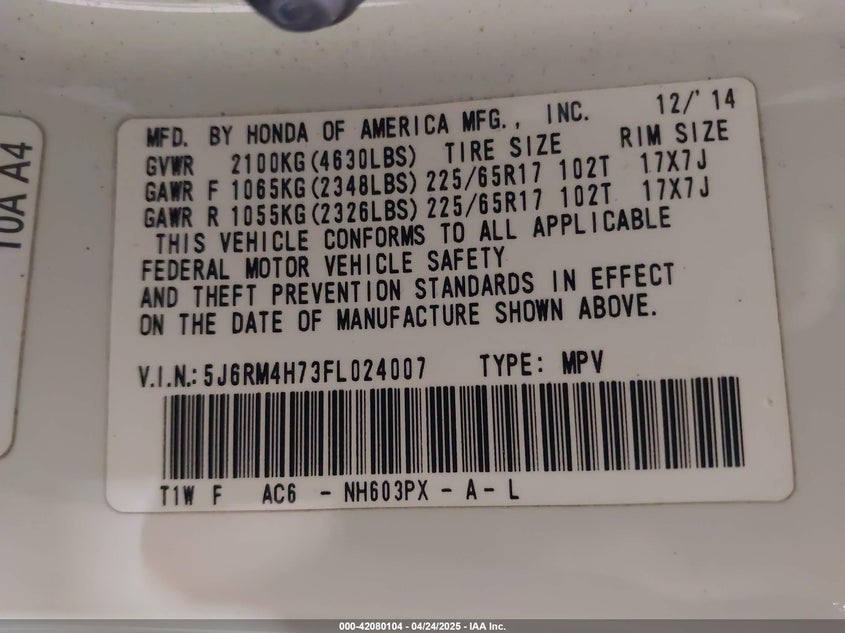 12/'14
MFD. BY HONDA OF AMERICA MFG., INC.
GVWR 2100KG(4630LBS) TIRE SIZE RIM SIZE
GAWR F 1065KG(2348LBS) 225/65R17 102T 17X7J
GAWR R 1055KG(2326LBS) 225/65R17 102T 17X7J
THIS VEHICLE CONFORMS TO ALL APPLICABLE
FEDERAL MOTOR VEHICLE SAFETY
AND THEFT PREVENTION STANDARDS IN EFFECT
ON THE DATE OF MANUFACTURE SHOWN ABOVE.
V.I.N.: 5J6RM4H73FL024007 TYPE: MPV
T1W F AC6 - NH603PX - A - L
10A A4
000-42080104 - 04/24/2025 - IAA Inc.